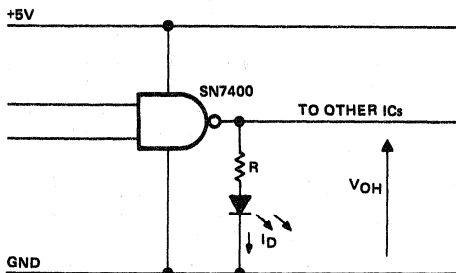 +5V
SN7400
TO OTHER ICs
R
VOH
ID
GND